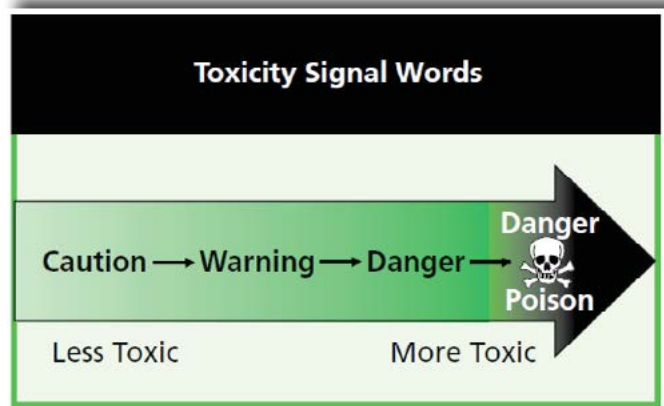 Toxicity Signal Words
Danger
Caution → Warning → Danger →
Poison
Less Toxic More Toxic